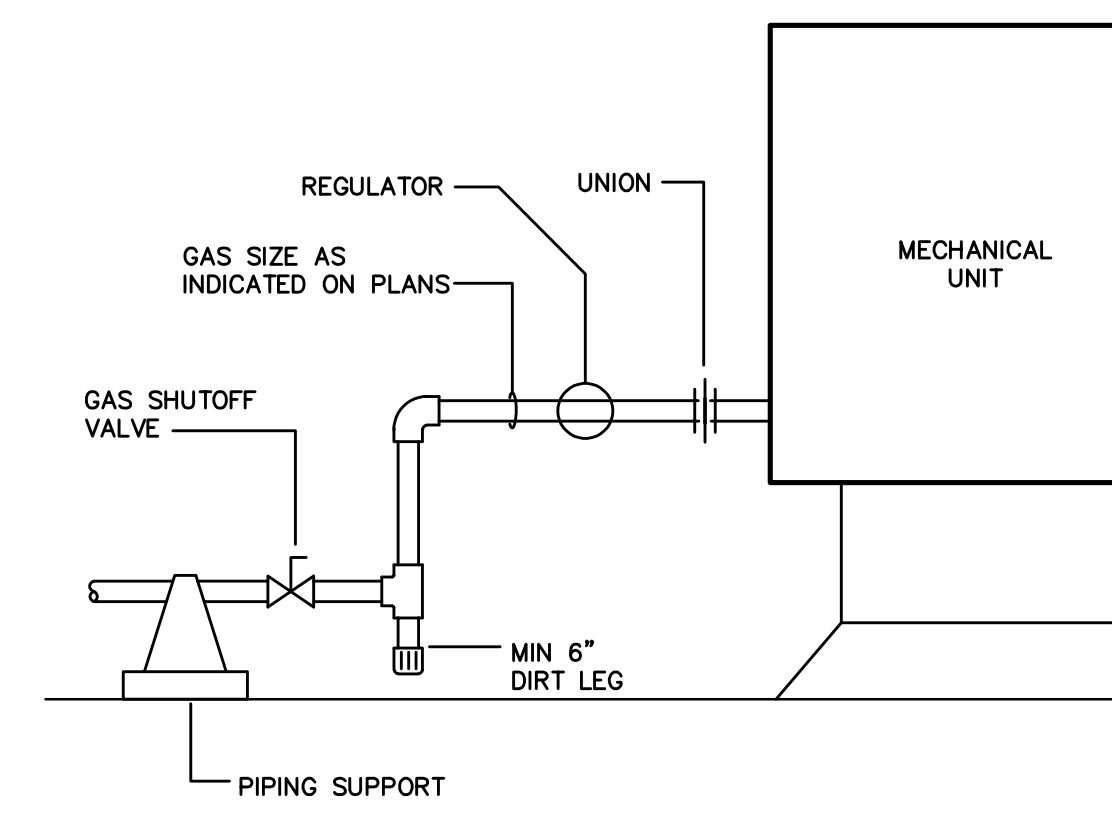 REGULATOR
UNION
GAS SIZE AS
INDICATED ON PLANS
MECHANICAL
UNIT
GAS SHUTOFF
VALVE
MIN 6”
DIRT LEG
PIPING SUPPORT